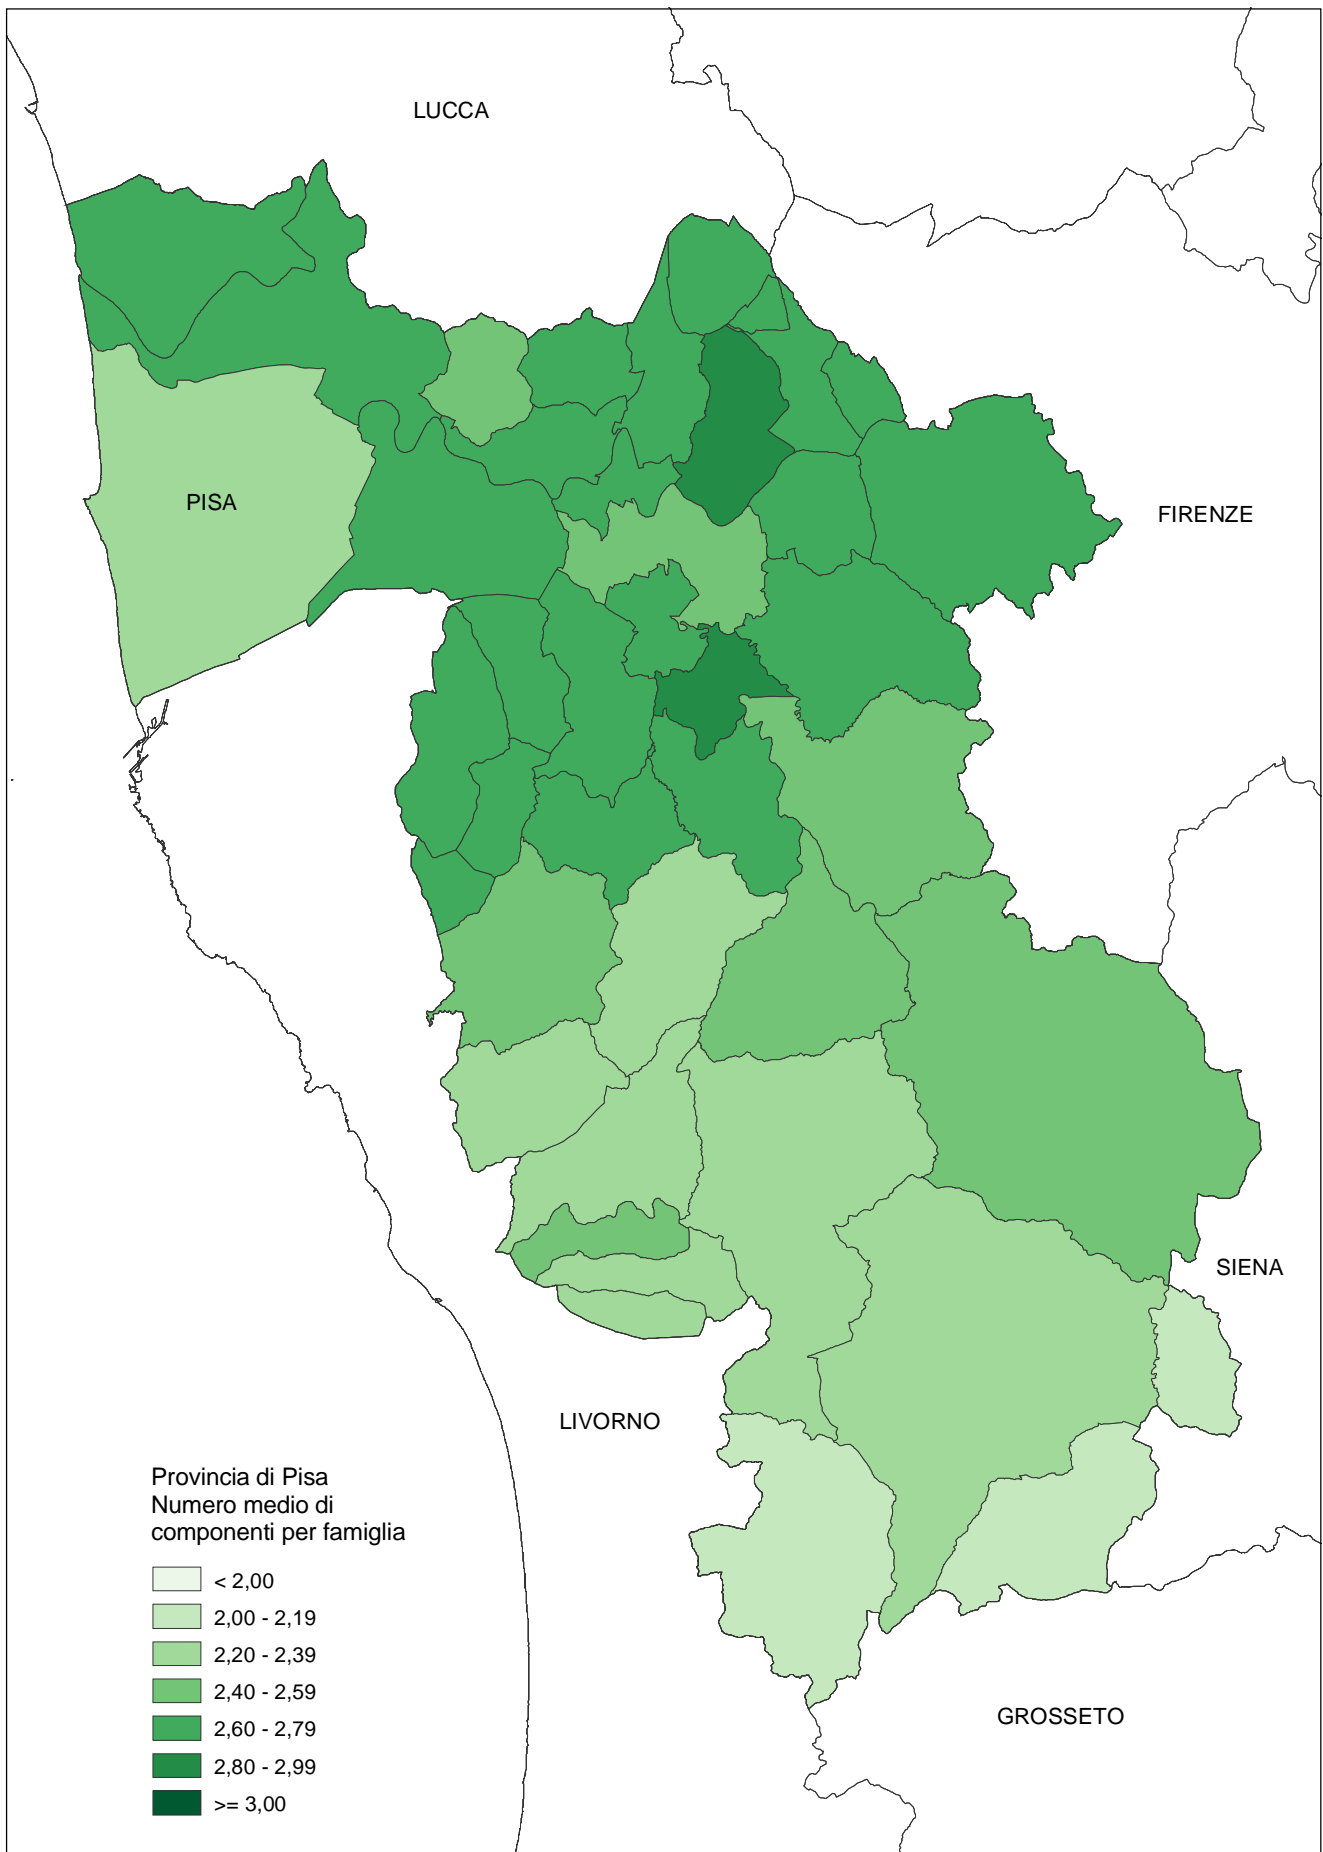 LUCCA
PISA
FIRENZE
SIENA
LIVORNO
Provincia di Pisa
Numero medio di
componenti per famiglia
< 2,00
2,00 - 2,19
2,20 - 2,39
2,40 - 2,59
2,60 - 2,79
2,80 - 2,99
>= 3,00
GROSSETO